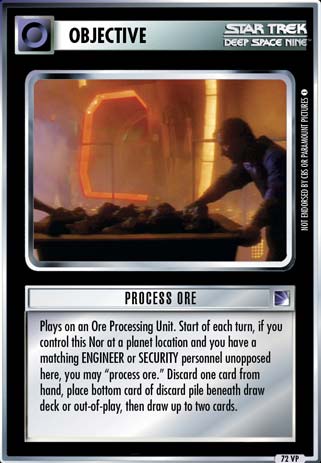 OBJECTIVE
STAR TREK
DEEP SPACE NINE
NOT ENDORSED BY CBS OR PARAMOUNT PICTURES
PROCESS ORE
Plays on an Ore Processing Unit. Start of each turn, if you
control this Nor at a planet location and you have a
matching ENGINEER or SECURITY personnel unopposed
here, you may “process ore.” Discard one card from
hand, place bottom card of discard pile beneath draw
deck or out-of-play, then draw up to two cards.
72 VP